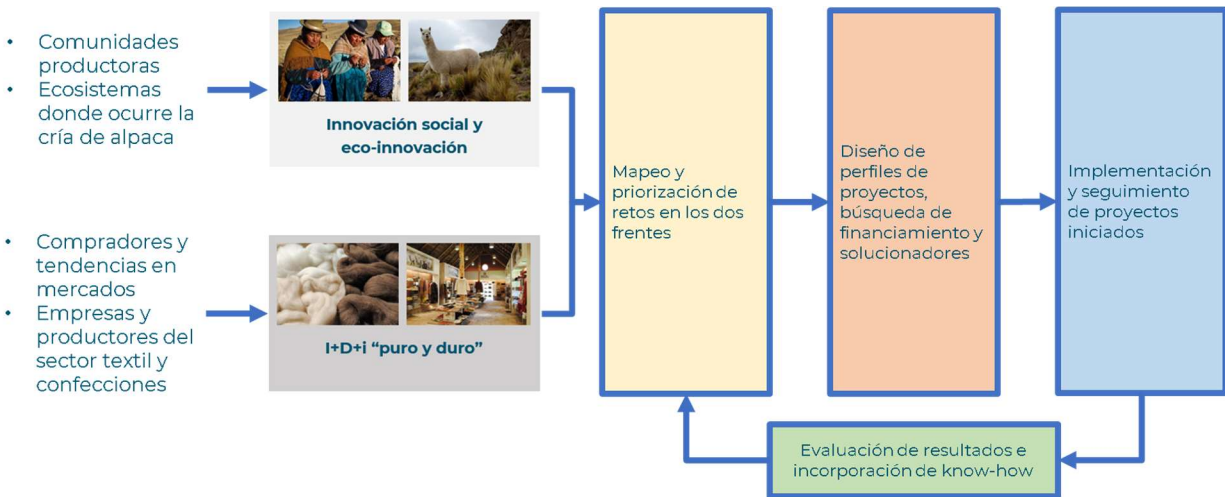 • Comunidades
productoras
• Ecosistemas
donde ocurre la
cría de alpaca
Innovación social y
eco-innovación
• Compradores y
tendencias en
mercados
• Empresas y
productores del
sector textil y
confecciones
I+D+i “puro y duro”
Mapeo y
priorización de
retos en los dos
frentes
Diseño de
perfiles de
proyectos,
búsqueda de
financiamiento y
solucionadores
Implementación
y seguimiento
de proyectos
iniciados
Evaluación de resultados e
incorporación de know-how